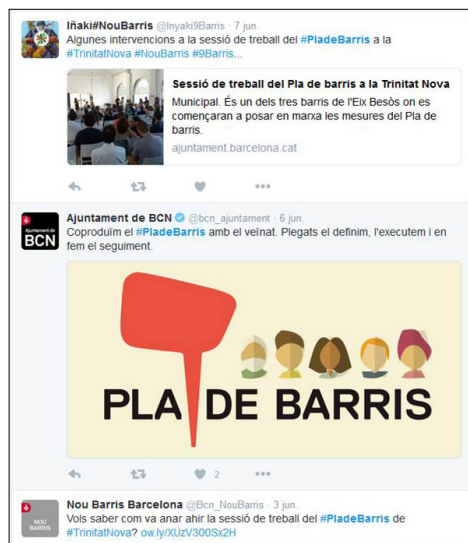 Iñaki#NouBarris @Inyaki9Barris · 7 jun.
Algunes intervencions a la sessió de treball del #PladeBarris a la
#TrinitatNova #NouBarris #9Barris...
Sessió de treball del Pla de barris a la Trinitat Nova
Municipal. És un dels tres barris de l'Eix Besòs on es
començaran a posar en marxa les mesures del Pla de
barris.
ajuntament.barcelona.cat
Ajuntament de BCN @bcn_ajuntament · 6 jun.
Ajuntament de
BCN
Coproduïm el #PladeBarris amb el veïnat. Plegats el definim, l'executem i en
fem el seguiment.
PLA DE BARRIS
2
Nou Barris Barcelona @Bcn_NouBarris · 3 jun.
NOU
BARRIS
Vols saber com va anar ahir la sessió de treball del #PladeBarris de
#TrinitatNova? ow.ly/XUzV300Sx2H